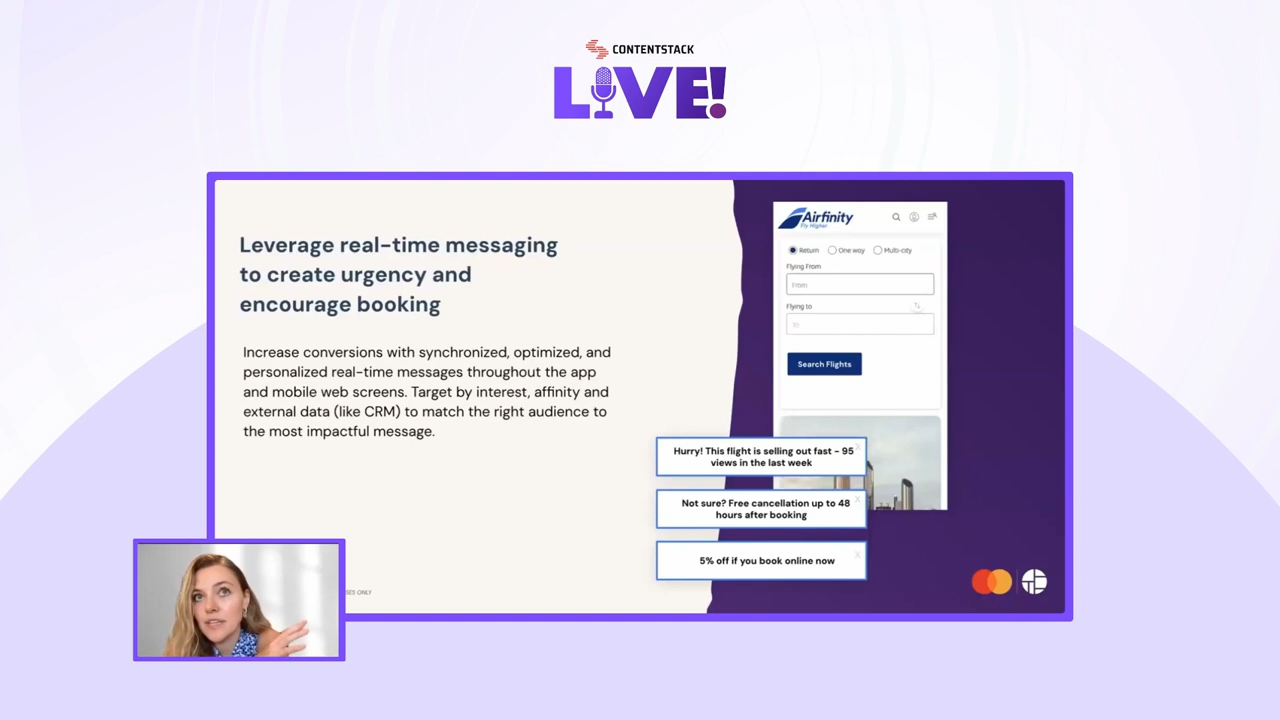 CONTENTSTACK
LIVE!
Leverage real-time messaging
to create urgency and
encourage booking
Increase conversions with synchronized, optimized, and
personalized real-time messages throughout the app
and mobile web screens. Target by interest, affinity and
external data (like CRM) to match the right audience to
the most impactful message.
SES ONLY
Airfinity
Fly Higher
Return One way Multi-city
Flying From
From
Flying to
To
Search Flights
Hurry! This flight is selling out fast - 95 X
views in the last week
Not sure? Free cancellation up to 48 X
hours after booking
5% off if you book online now X